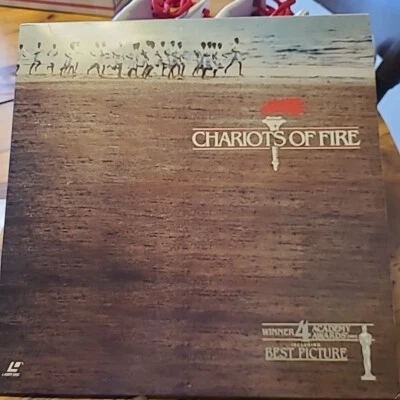 CHARIOTS OF FIRE
WINNER 4 ACADEMY AWARDS
INCLUDING
BEST PICTURE